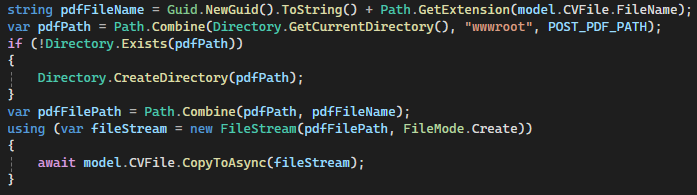 string pdfFileName = Guid.NewGuid().ToString() + Path.GetExtension(model.CVFile.FileName);
var pdfPath = Path.Combine(Directory.GetCurrentDirectory(), "wwwroot", POST_PDF_PATH);
if (!Directory.Exists(pdfPath))
{
    Directory.CreateDirectory(pdfPath);
}
var pdfFilePath = Path.Combine(pdfPath, pdfFileName);
using (var fileStream = new FileStream(pdfFilePath, FileMode.Create))
{
    await model.CVFile.CopyToAsync(fileStream);
}